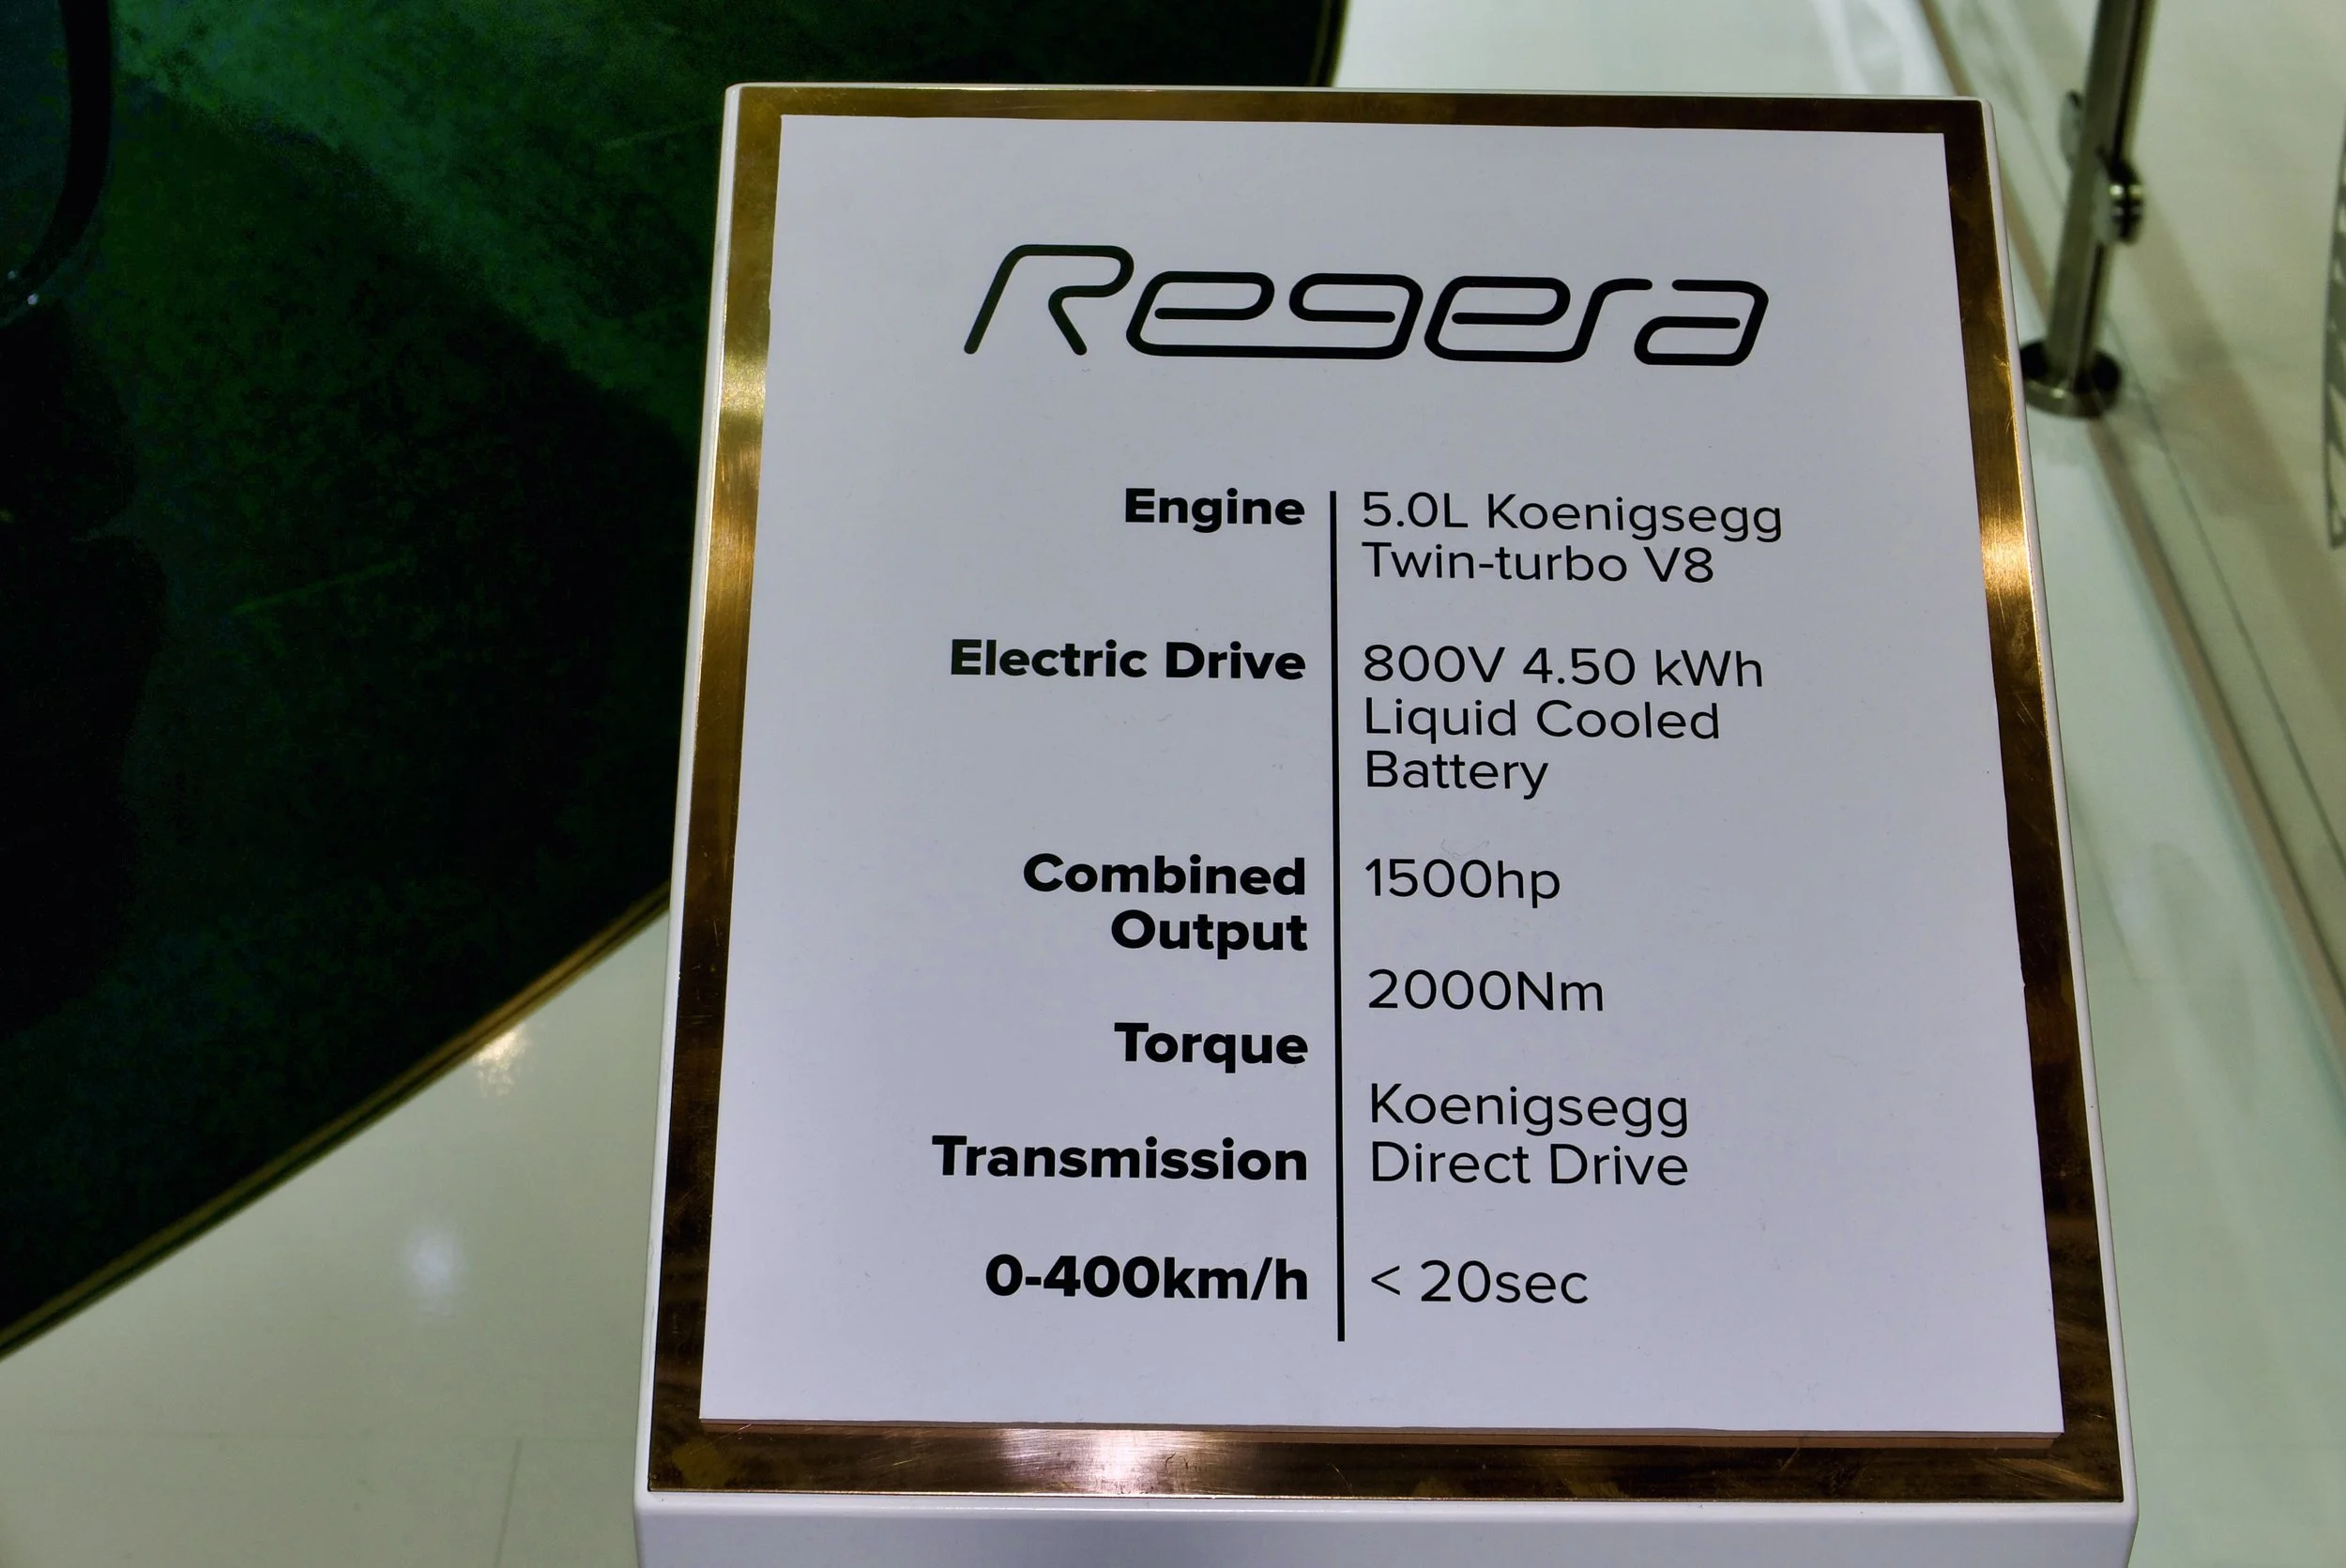 Regera
Engine
5.0L Koenigsegg
Twin-turbo V8
Electric Drive
800V 4.50 kWh
Liquid Cooled
Battery
Combined
Output
1500hp
Torque
2000Nm
Transmission
Koenigsegg
Direct Drive
0-400km/h
< 20sec